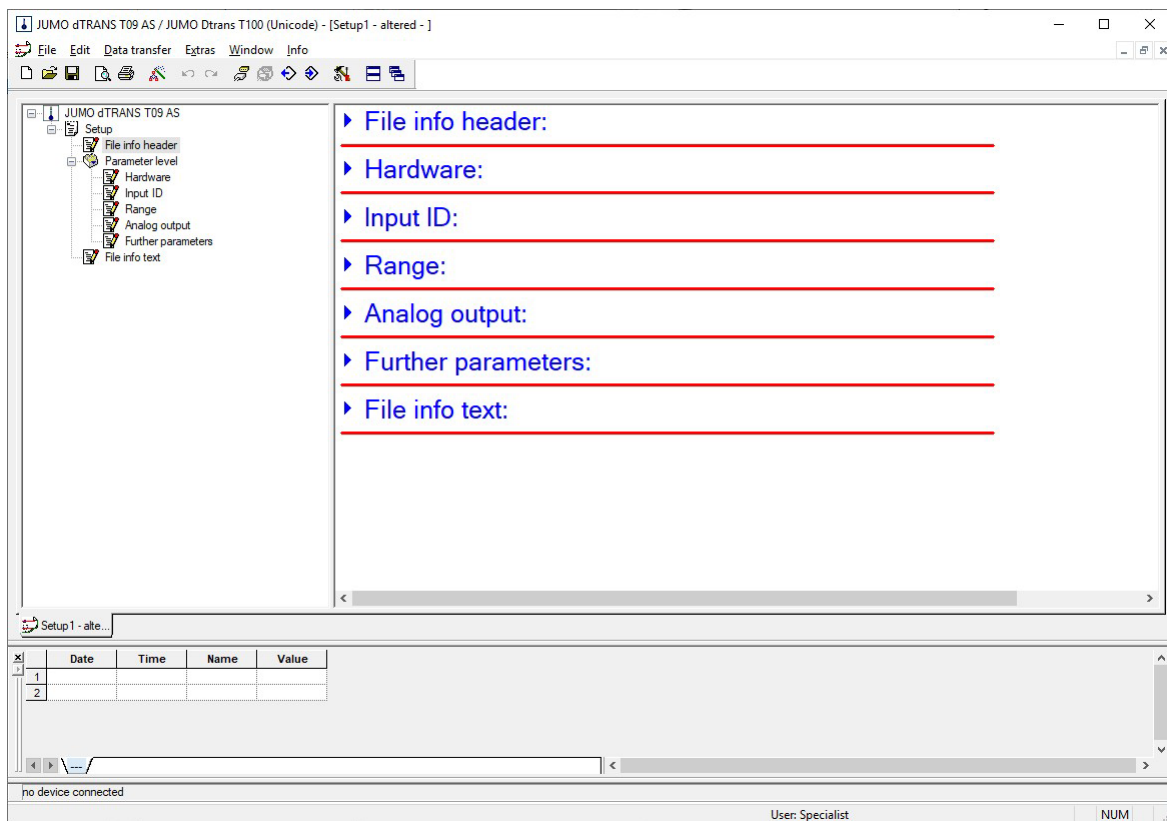 JUMO dTRANS T09 AS / JUMO Dtrans T100 (Unicode) - [Setup1 - altered - ]
File Edit Data transfer Extras Window Info
JUMO dTRANS T09 AS
Setup
File info header
Parameter level
Hardware
Input ID
Range
Analog output
Further parameters
File info text
File info header:
Hardware:
Input ID:
Range:
Analog output:
Further parameters:
File info text:
Setup1 - alte...
Date Time Name Value
1
2
---
no device connected
User: Specialist NUM